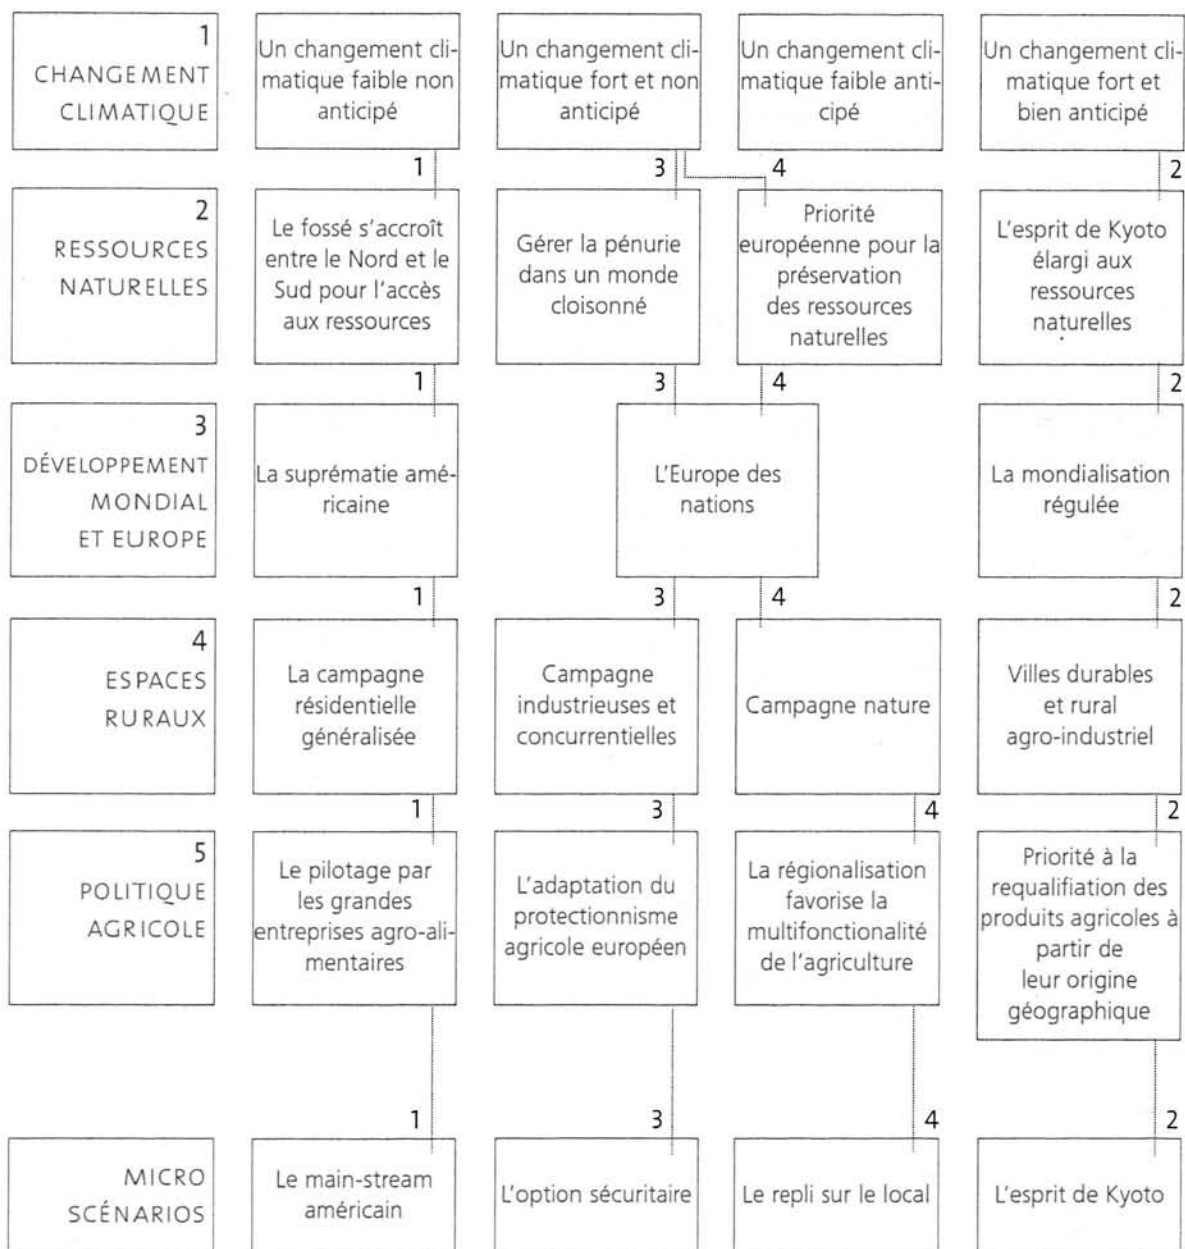 1
CHANGEMENT
CLIMATIQUE
Un changement cli-
matique faible non
anticipé
Un changement cli-
matique fort et non
anticipé
Un changement cli-
matique faible anti-
cipé
Un changement cli-
matique fort et
bien anticipé
1
3
4
2
2
RESSOURCES
NATURELLES
Le fossé s'accroît
entre le Nord et le
Sud pour l'accès
aux ressources
Gérer la pénurie
dans un monde
cloisonné
Priorité
européenne pour la
préservation
des ressources
naturelles
L'esprit de Kyoto
élargi aux
ressources
naturelles
1
3
4
2
3
DÉVELOPPEMENT
MONDIAL
ET EUROPE
La suprématie amé-
ricaine
L'Europe des
nations
La mondialisation
régulée
1
3
4
2
4
ESPACES
RURAUX
La campagne
résidentielle
généralisée
Campagne
industrieuses et
concurrentielles
Campagne nature
Villes durables
et rural
agro-industriel
1
3
4
2
5
POLITIQUE
AGRICOLE
Le pilotage par
les grandes
entreprises agro-ali-
mentaires
L'adaptation du
protectionnisme
agricole européen
La régionalisation
favorise la
multifonctionalité
de l'agriculture
Priorité à la
requalifiation des
produits agricoles à
partir de
leur origine
géographique
1
3
4
2
MICRO
SCÉNARIOS
Le main-stream
américain
L'option sécuritaire
Le repli sur le local
L'esprit de Kyoto